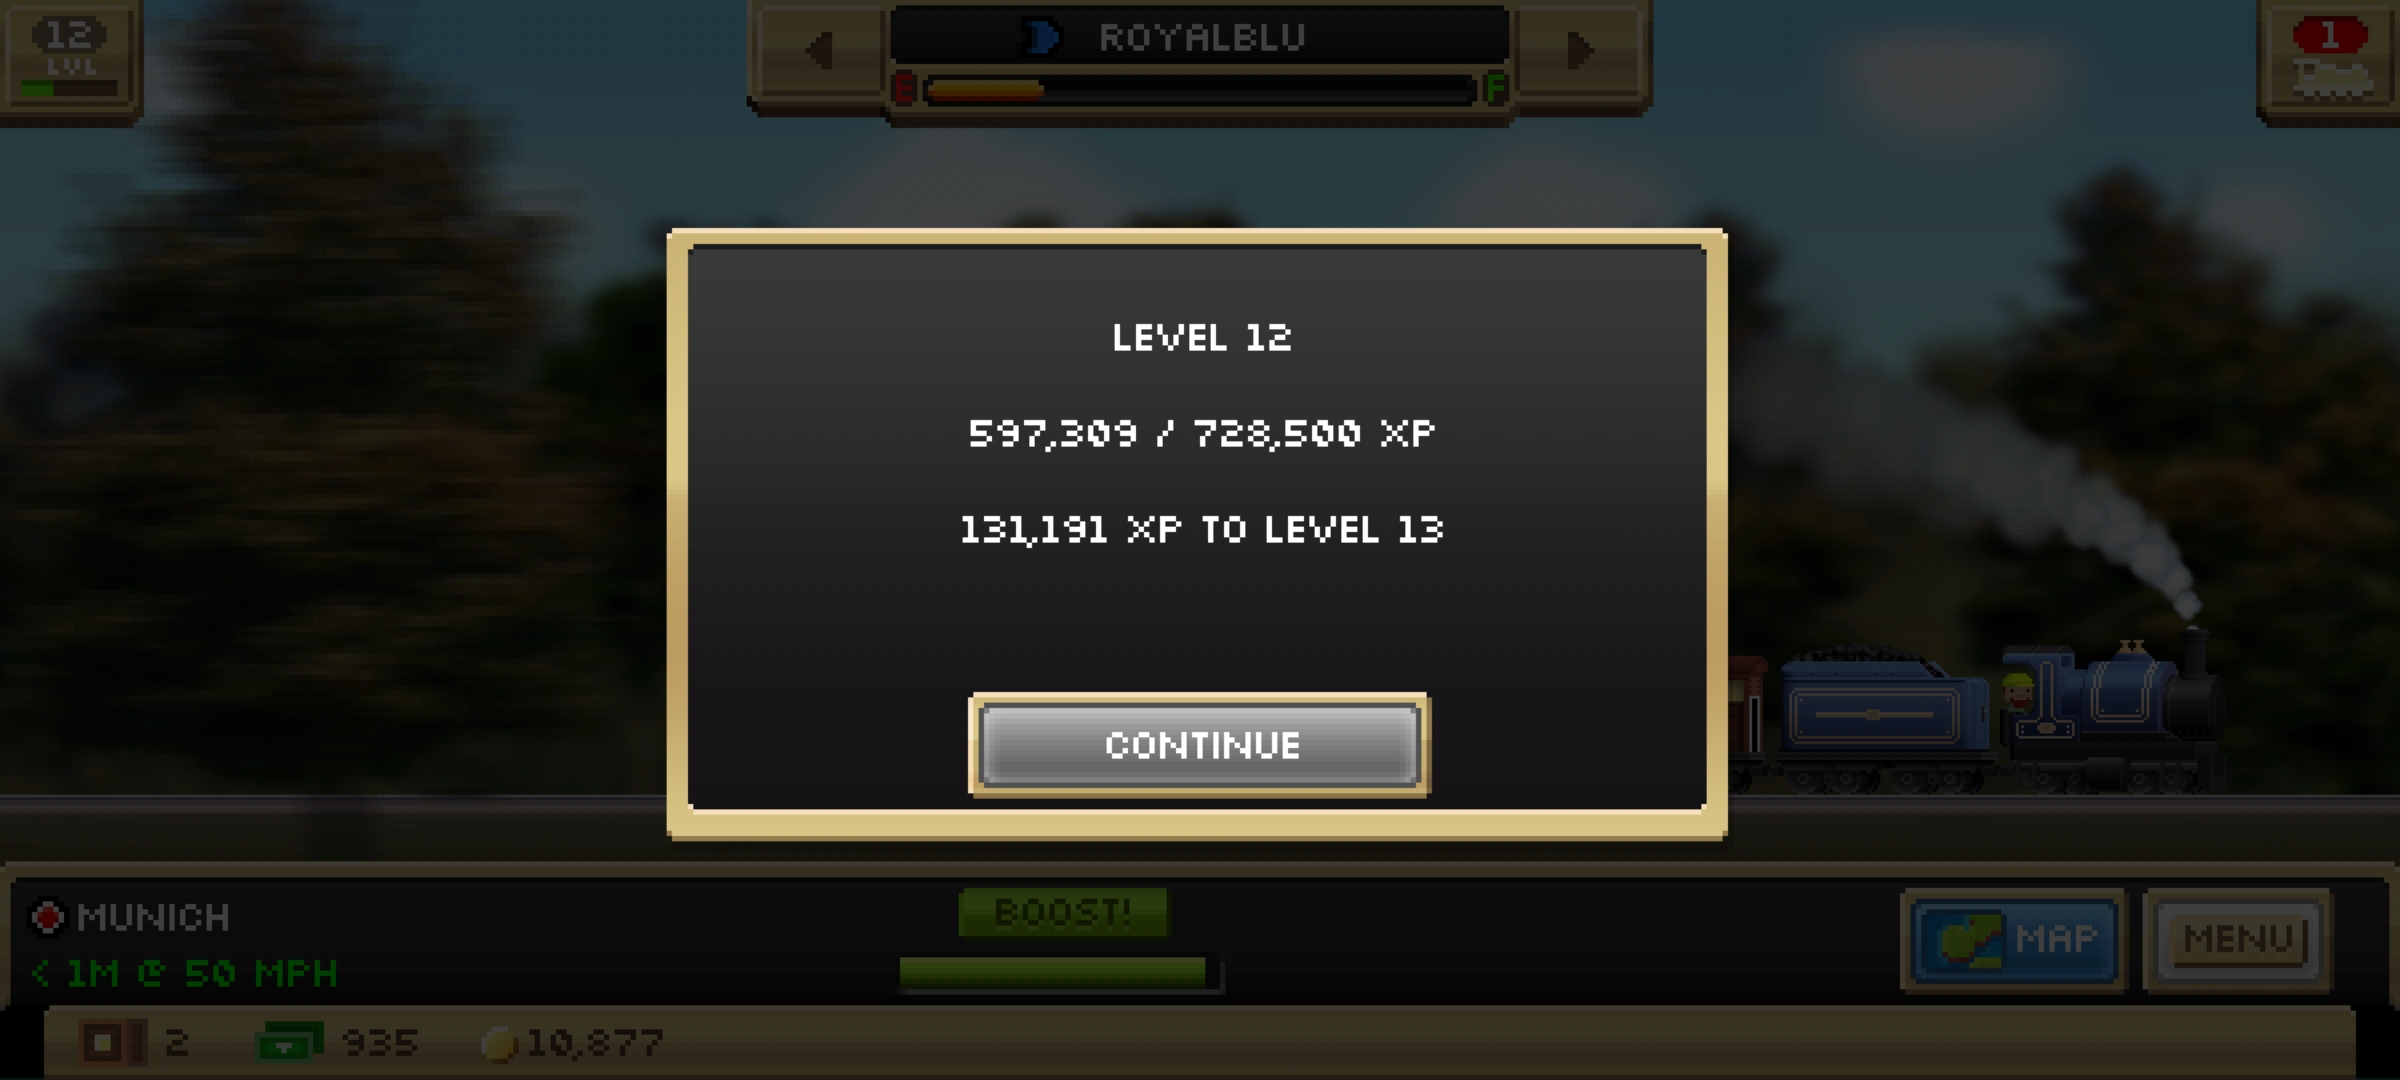 12
LVL
ROYALBLU
E F
1
LEVEL 12
597,309 / 728,500 XP
131,191 XP TO LEVEL 13
CONTINUE
MUNICH
< 1M @ 50 MPH
BOOST!
MAP
MENU
2 935 10,877